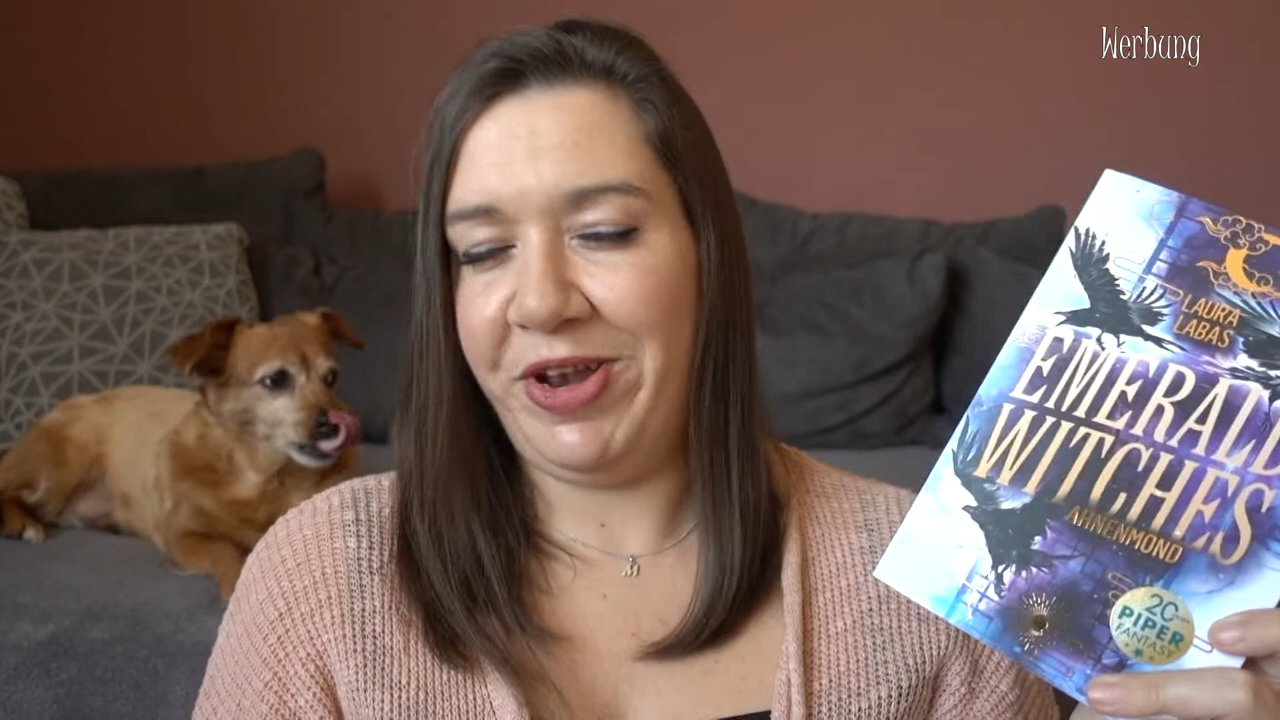 Werbung
LAURA
LABAS
EMERALD
WITCHES
AHNENMOND
20
PIPER
FANTASY